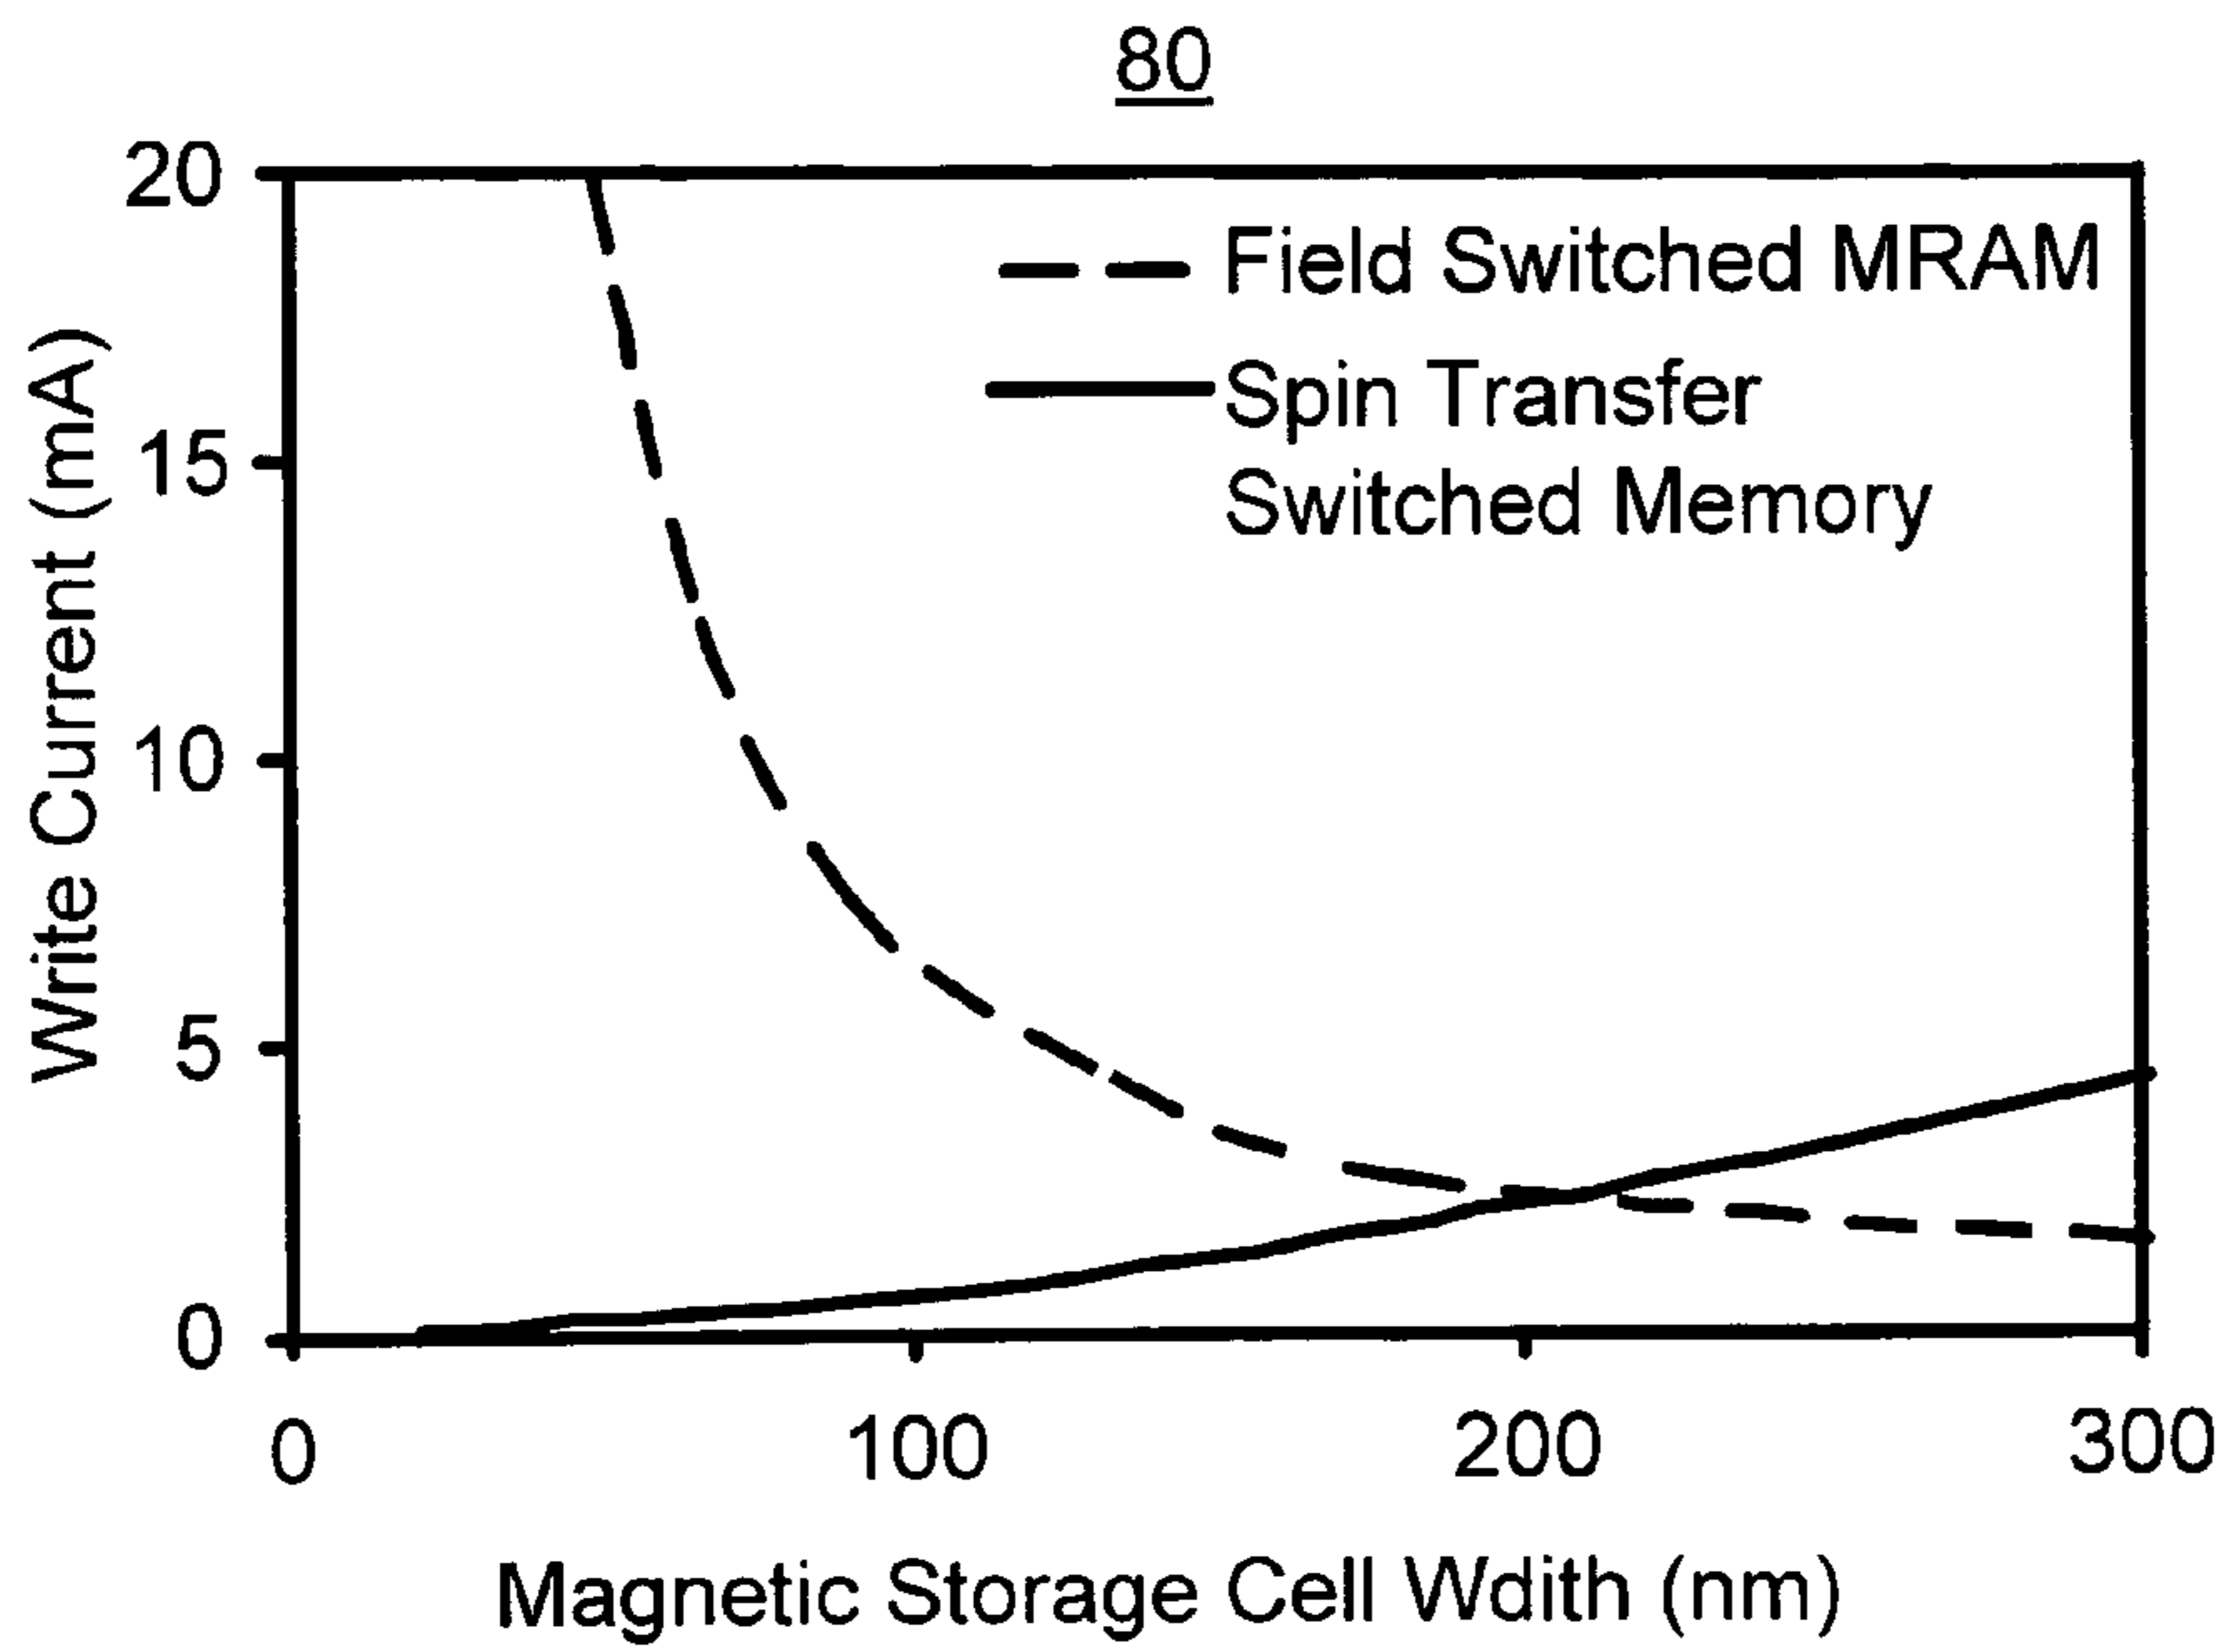 80
20
15
10
5
0
Write Current (mA)
Field Switched MRAM
Spin Transfer
Switched Memory
0
100
200
300
Magnetic Storage Cell Wdith (nm)